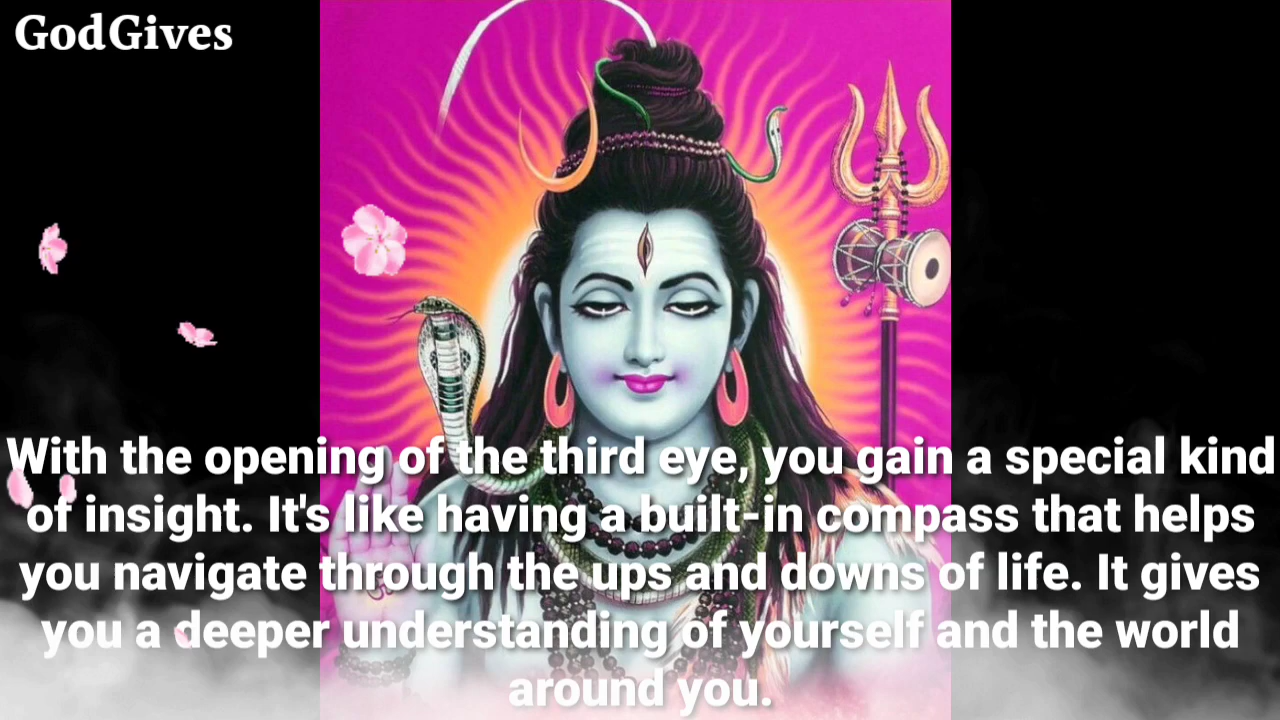 GodGives
With the opening of the third eye, you gain a special kind
of insight. It's like having a built-in compass that helps
you navigate through the ups and downs of life. It gives
you a deeper understanding of yourself and the world
around you.